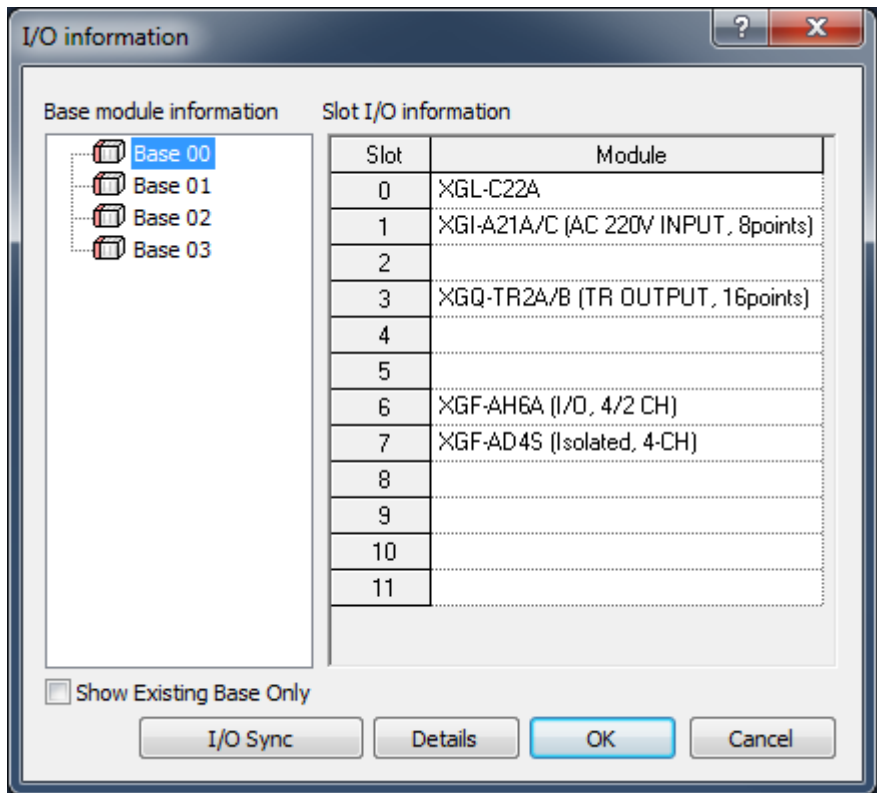 I/O information
Base module information
Base 00
Base 01
Base 02
Base 03
Slot I/O information
Slot Module
0 XGL-C22A
1 XGI-A21A/C (AC 220V INPUT, 8points)
2
3 XGQ-TR2A/B (TR OUTPUT, 16points)
4
5
6 XGF-AH6A (I/O, 4/2 CH)
7 XGF-AD4S (Isolated, 4-CH)
8
9
10
11
Show Existing Base Only
I/O Sync Details OK Cancel